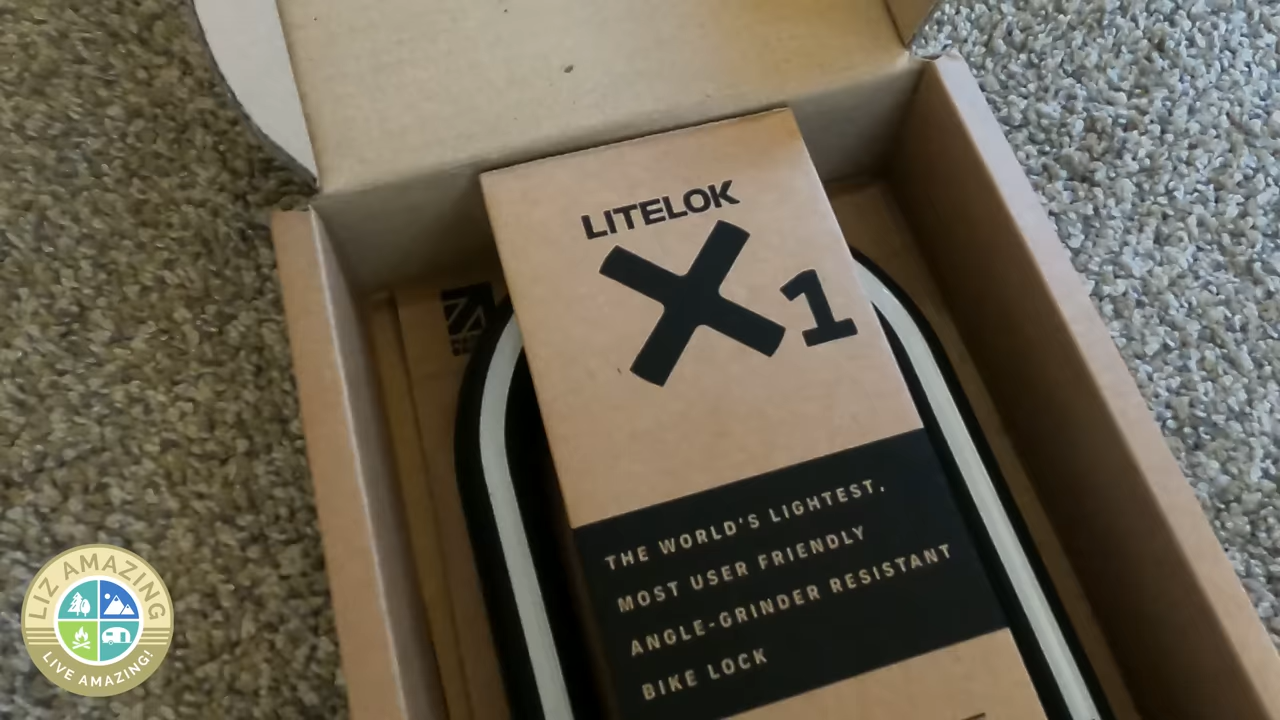 LITELOK
X1
THE WORLD'S LIGHTEST.
MOST USER FRIENDLY
ANGLE-GRINDER RESISTANT
BIKE LOCK
LIZ AMAZING
LIVE AMAZING!